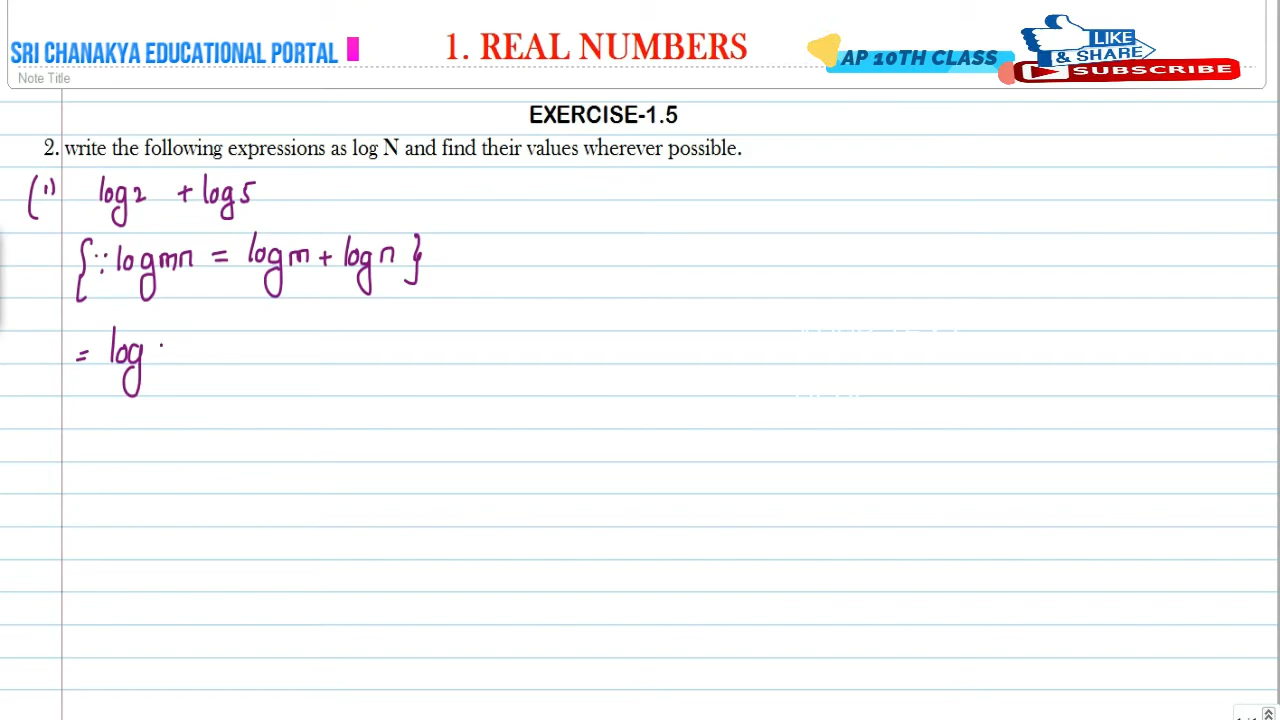 SRI CHANAKYA EDUCATIONAL PORTAL
1. REAL NUMBERS
AP 10TH CLASS
LIKE
& SHARE
SUBSCRIBE
Note Title
EXERCISE-1.5
2. write the following expressions as log N and find their values wherever possible.
(i) log 2 + log 5
{∵ log mn = log m + log n}
= log